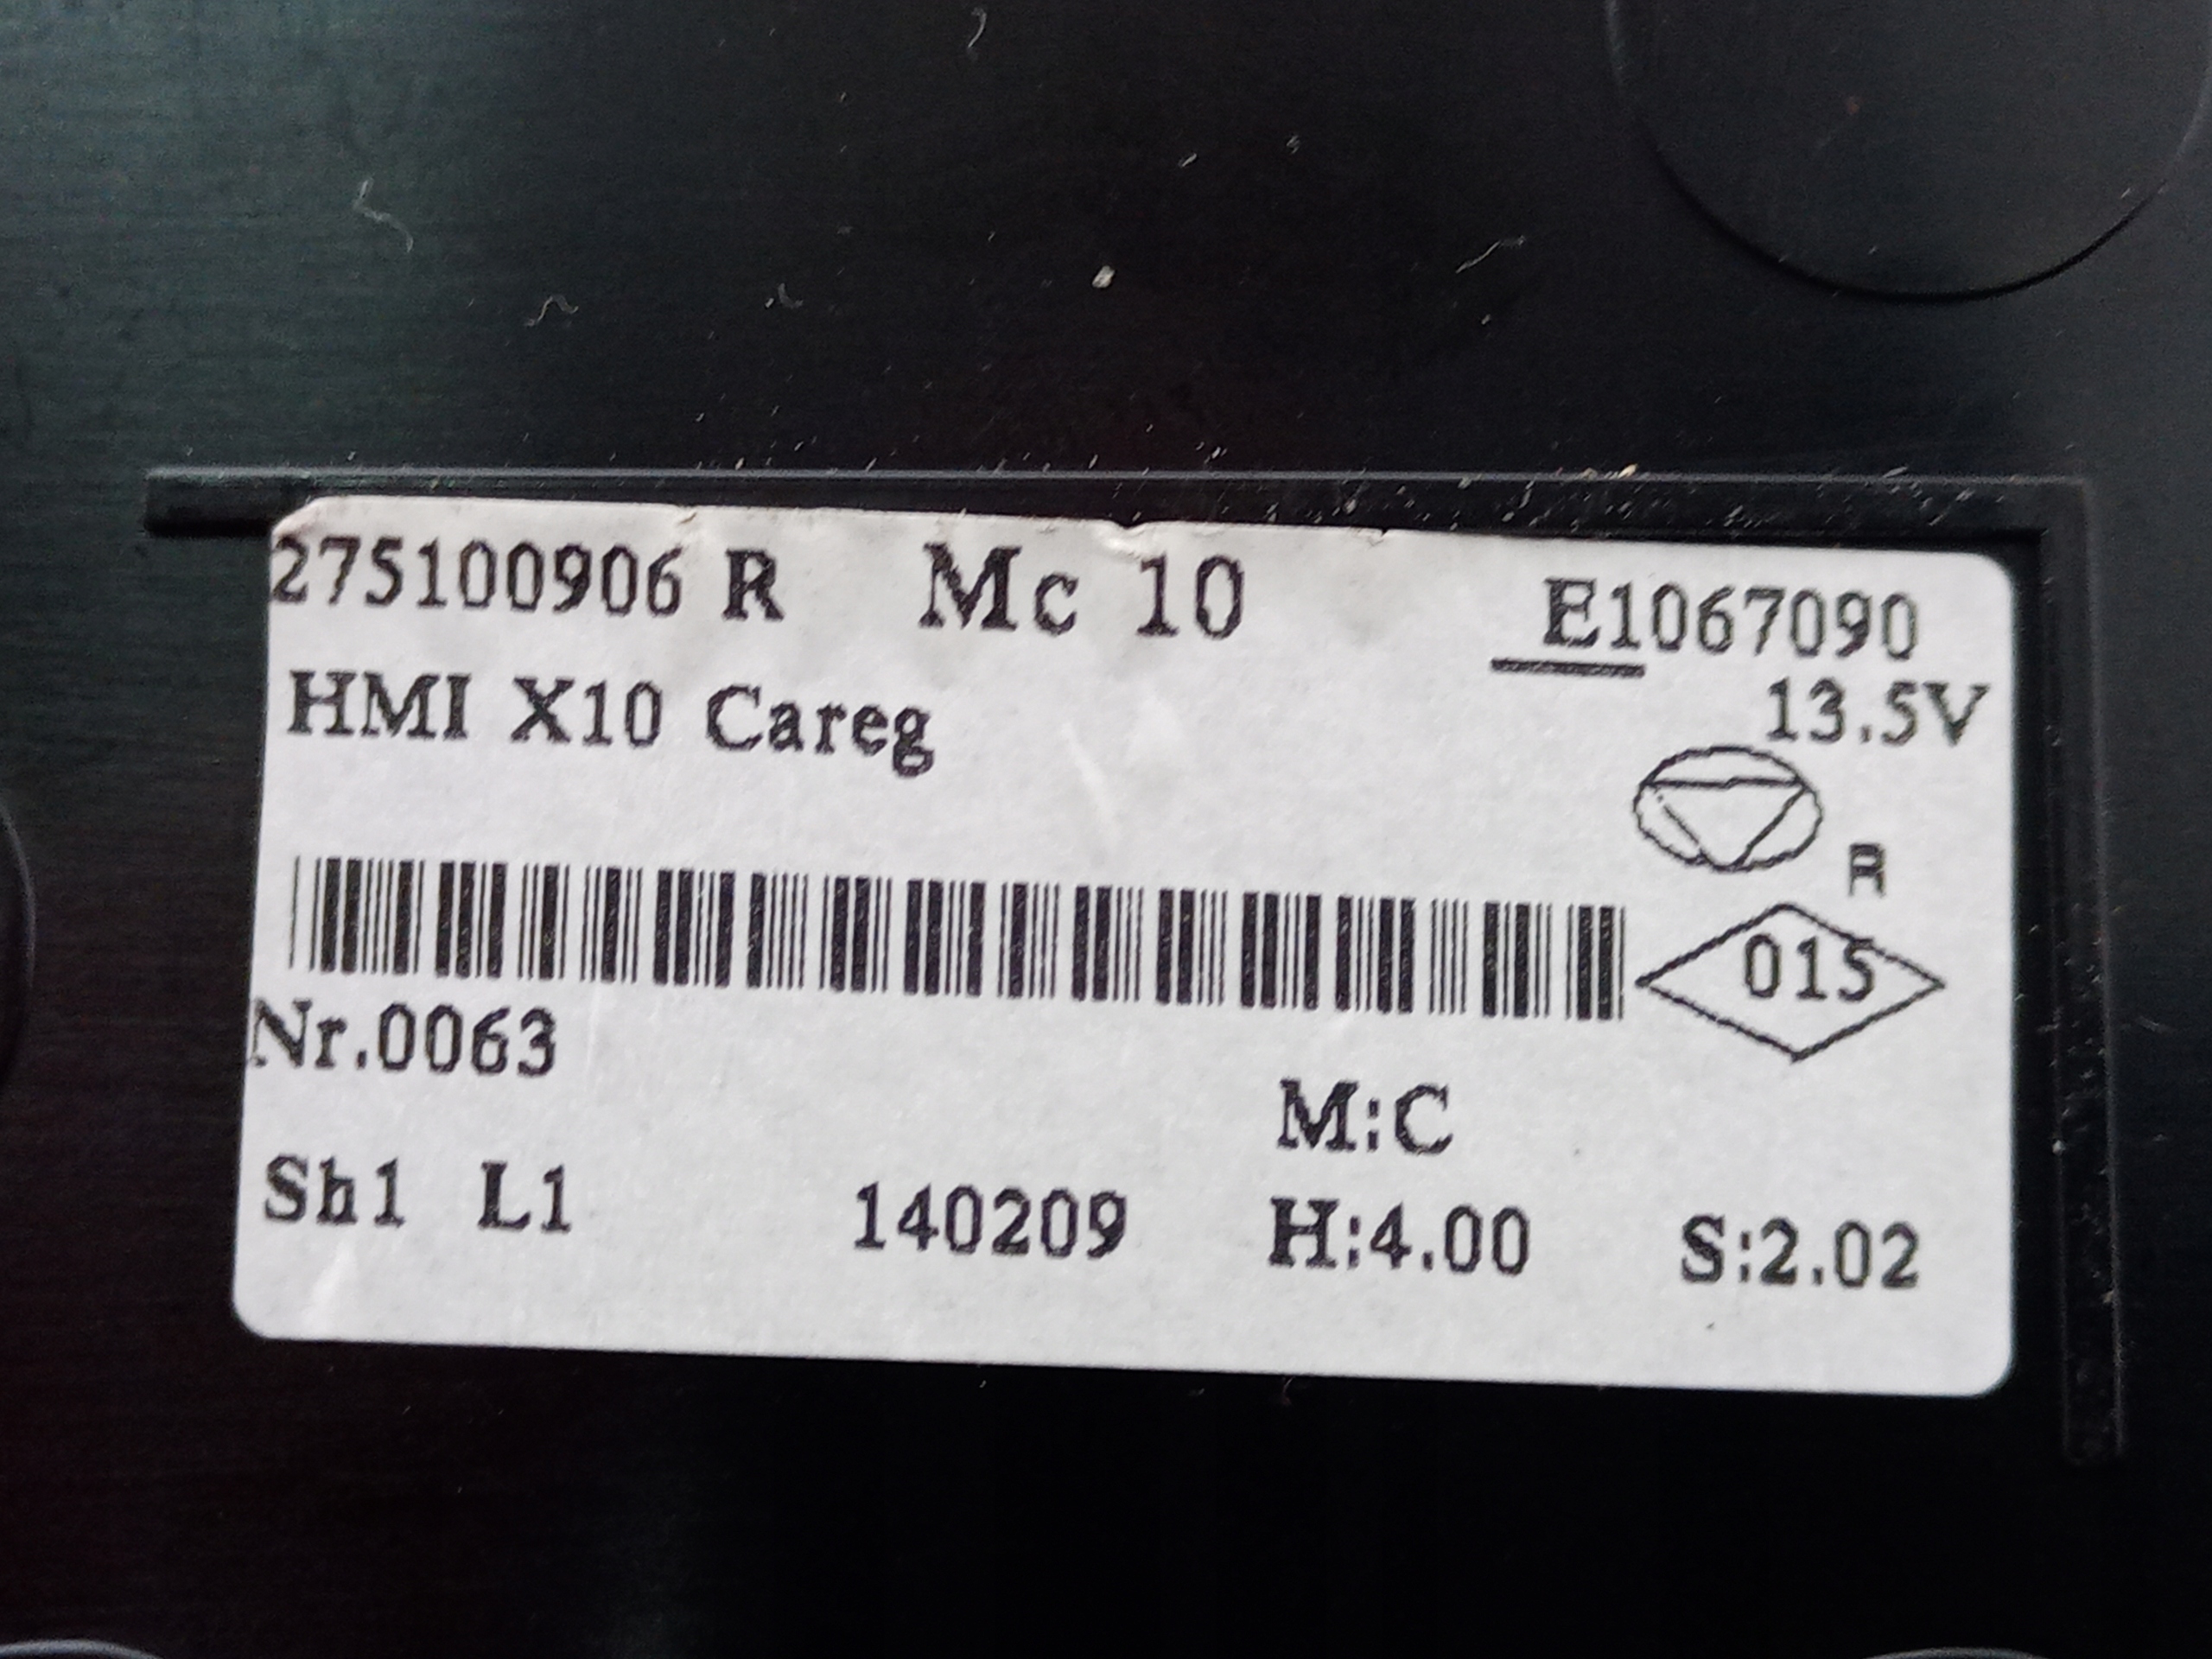 275100906 R Mc 10 E1067090
HMI X10 Careg 13.5V
R
015
Nr.0063
M:C
Sh1 L1 140209 H:4.00 S:2.02